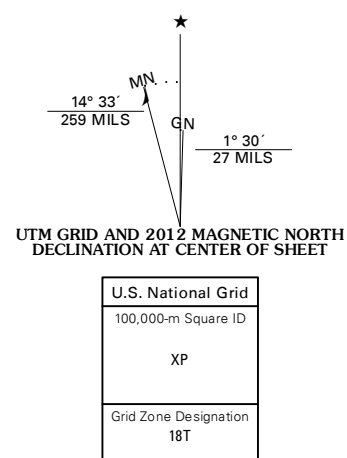 ★
MN
14° 33´
259 MILS
GN
1° 30´
27 MILS
UTM GRID AND 2012 MAGNETIC NORTH
DECLINATION AT CENTER OF SHEET
U.S. National Grid
100,000-m Square ID
XP
Grid Zone Designation
18T